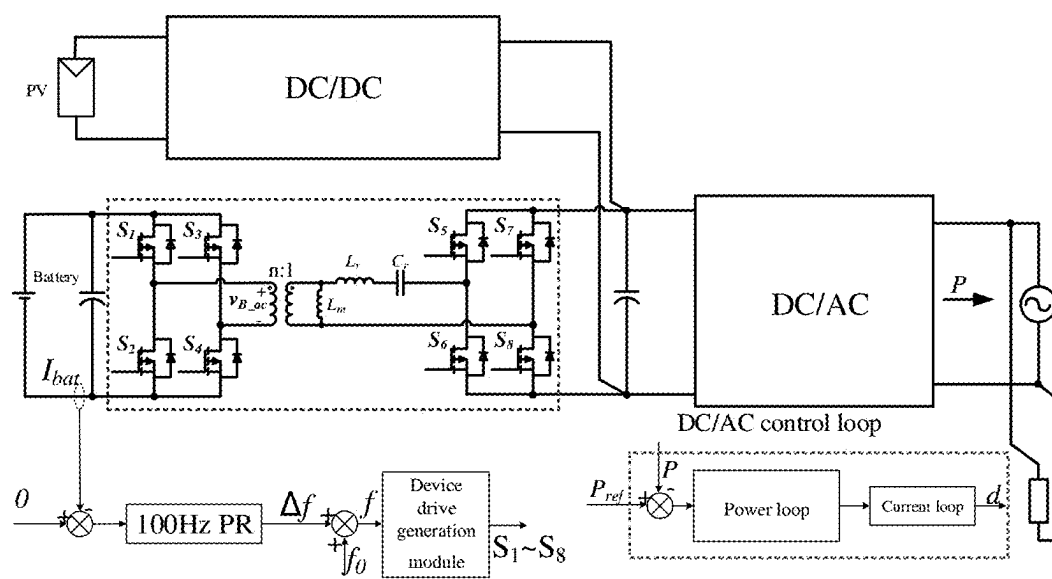 PV
DC/DC
Battery
S1
S3
S2
S4
n:1
vB_ac
+
-
Lr
Cr
Lm
S5
S7
S6
S8
DC/AC
P
Ibat
DC/AC control loop
0
+
-
100Hz PR
Δf
+
+
f0
f
Device
drive
generation
module
S1~S8
Pref
+
-
P
Power loop
Current loop
d